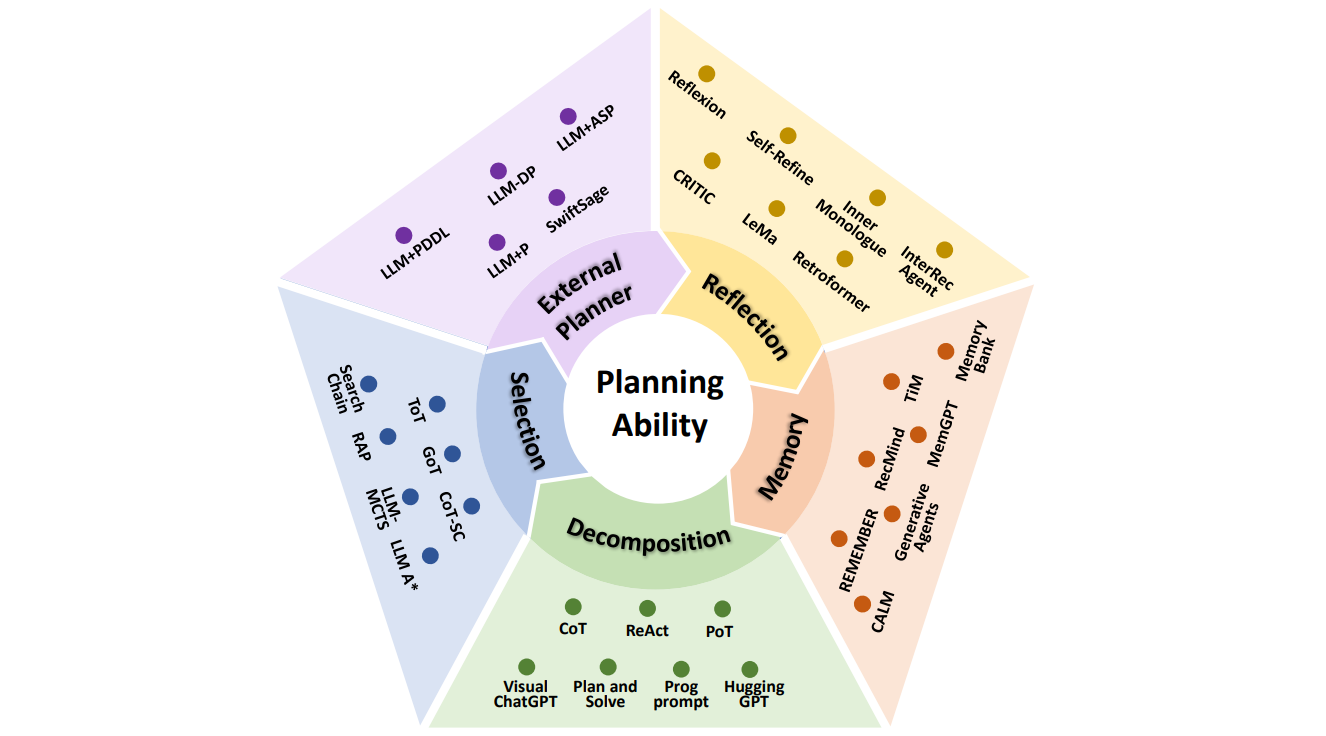 Planning
Ability
External
Planner
LLM+ASP
LLM-DP
SwiftSage
LLM+PDDL
LLM+P
Reflection
Reflexion
Self-Refine
CRITIC
Inner
Monologue
LeMa
InterRec
Agent
Retroformer
Memory
Memory
Bank
TiM
MemGPT
RecMind
Generative
Agents
REMEMBER
CALM
Decomposition
CoT
ReAct
PoT
Visual
ChatGPT
Plan and
Solve
Prog
prompt
Hugging
GPT
Selection
Search
Chain
ToT
RAP
GoT
LLM-
MCTS
CoT-SC
LLM A*